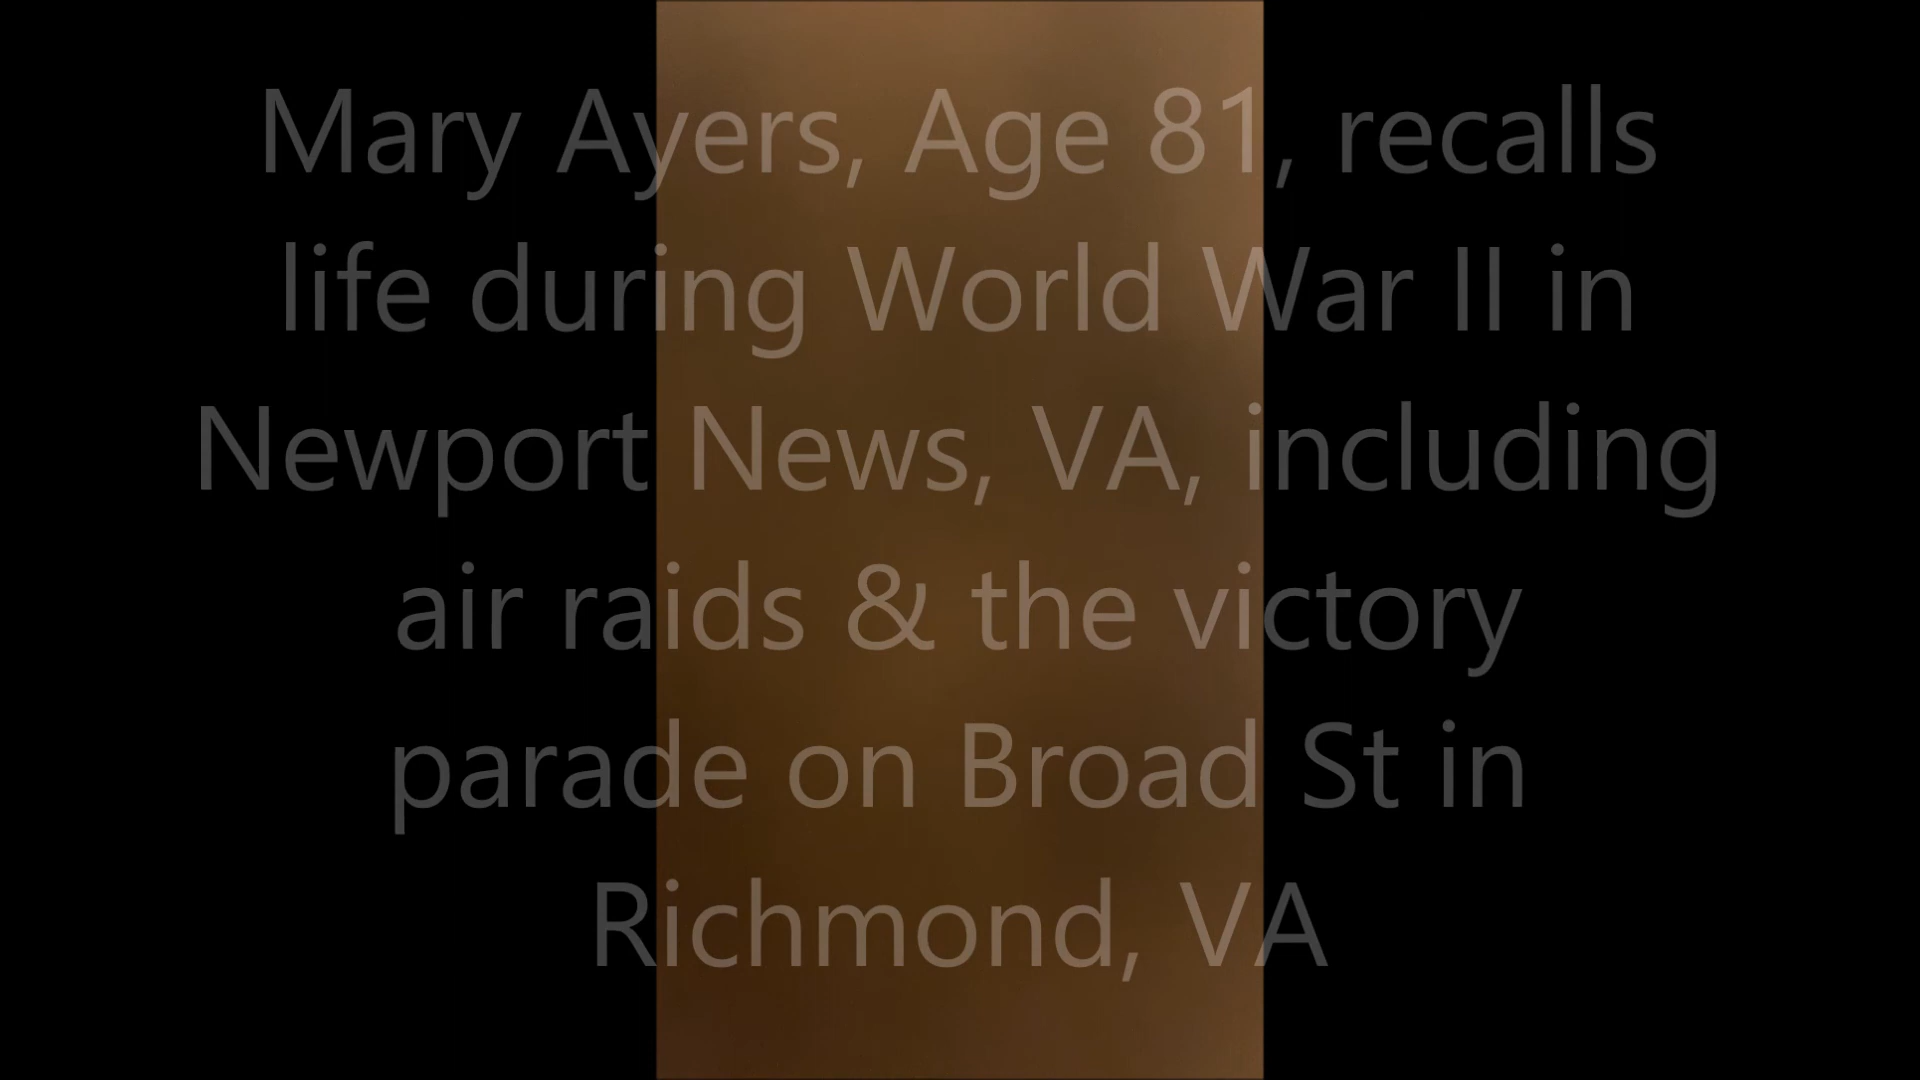 Mary Ayers, Age 81, recalls
life during World War II in
Newport News, VA, including
air raids & the victory
parade on Broad St in
Richmond, VA